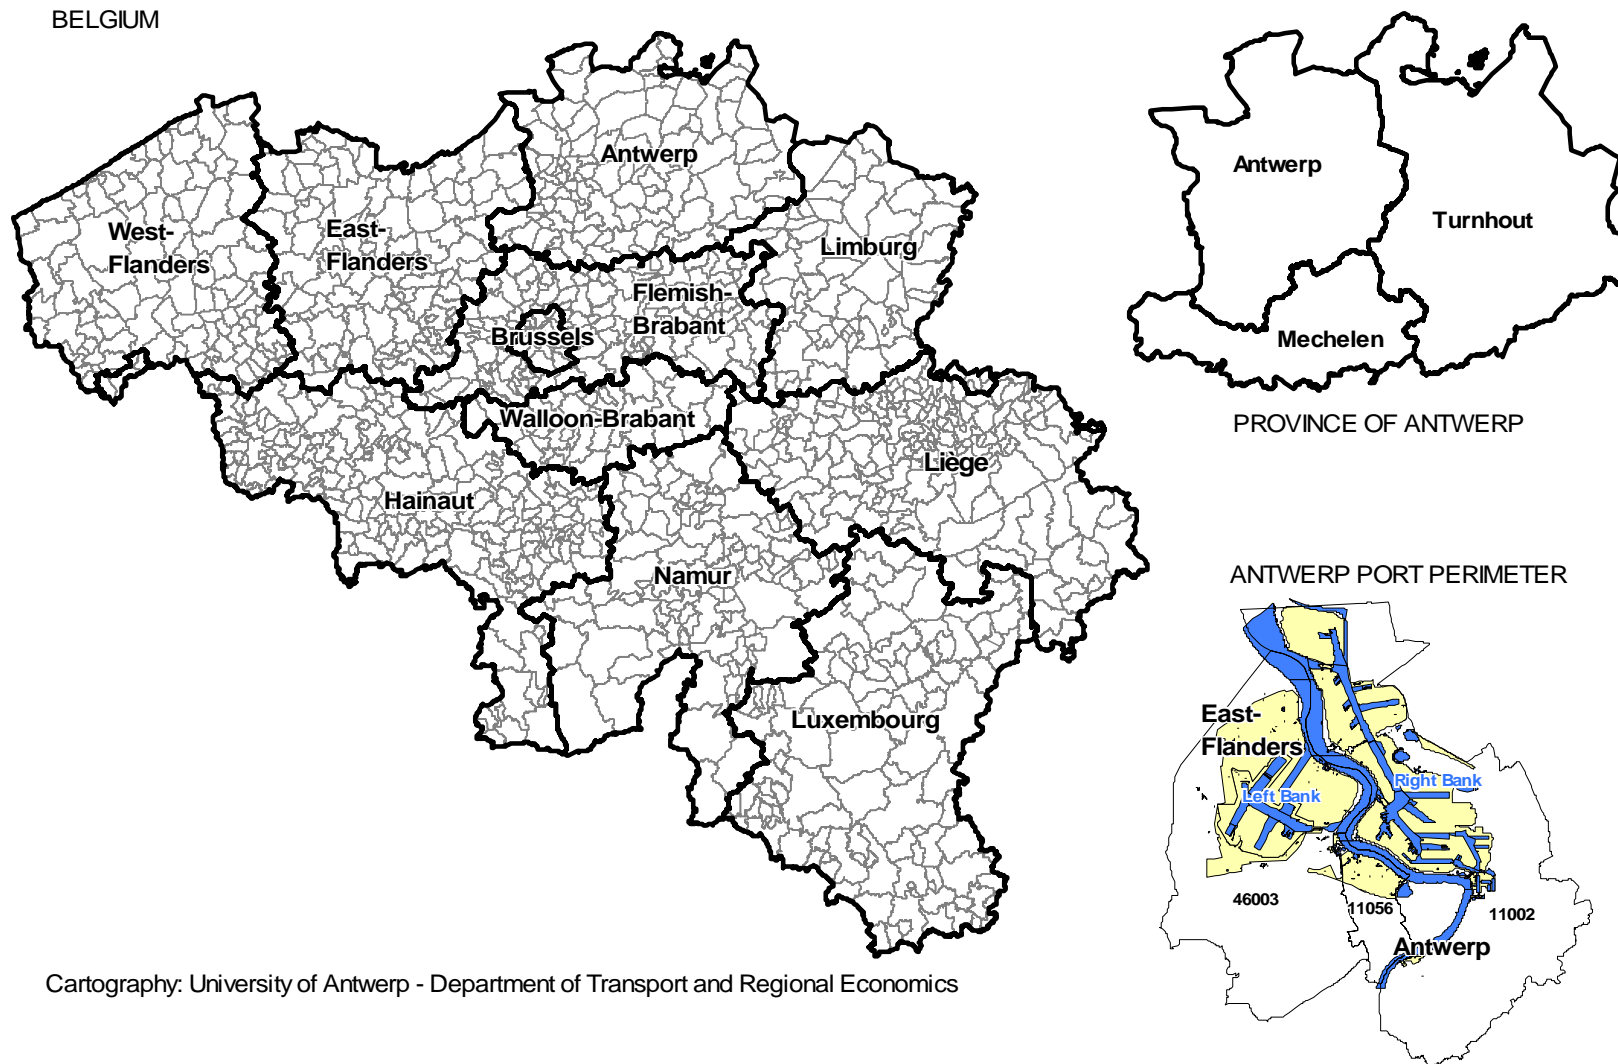 BELGIUM
Antwerp
West-
Flanders
East-
Flanders
Limburg
Flemish-
Brabant
Brussels
Walloon-Brabant
Liège
Hainaut
Namur
Luxembourg
Cartography: University of Antwerp - Department of Transport and Regional Economics
Antwerp
Turnhout
Mechelen
PROVINCE OF ANTWERP
ANTWERP PORT PERIMETER
East-
Flanders
Right Bank
Left Bank
46003
11056
11002
Antwerp